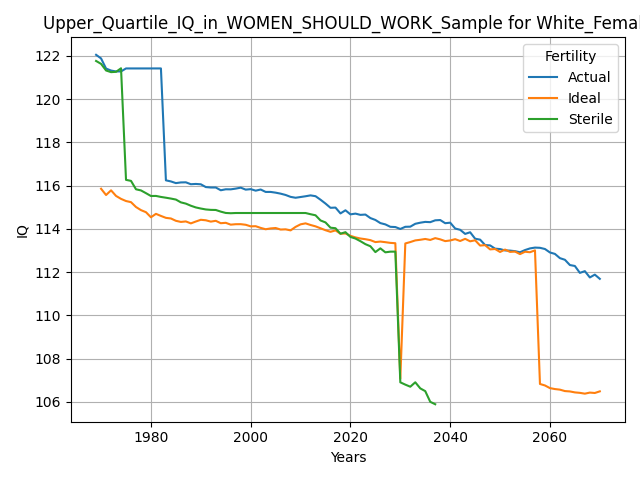 Upper_Quartile_IQ_in_WOMEN_SHOULD_WORK_Sample for White_Fema
Fertility
Actual
Ideal
Sterile
122
120
118
116
114
112
110
108
106
IQ
1980
2000
2020
2040
2060
Years